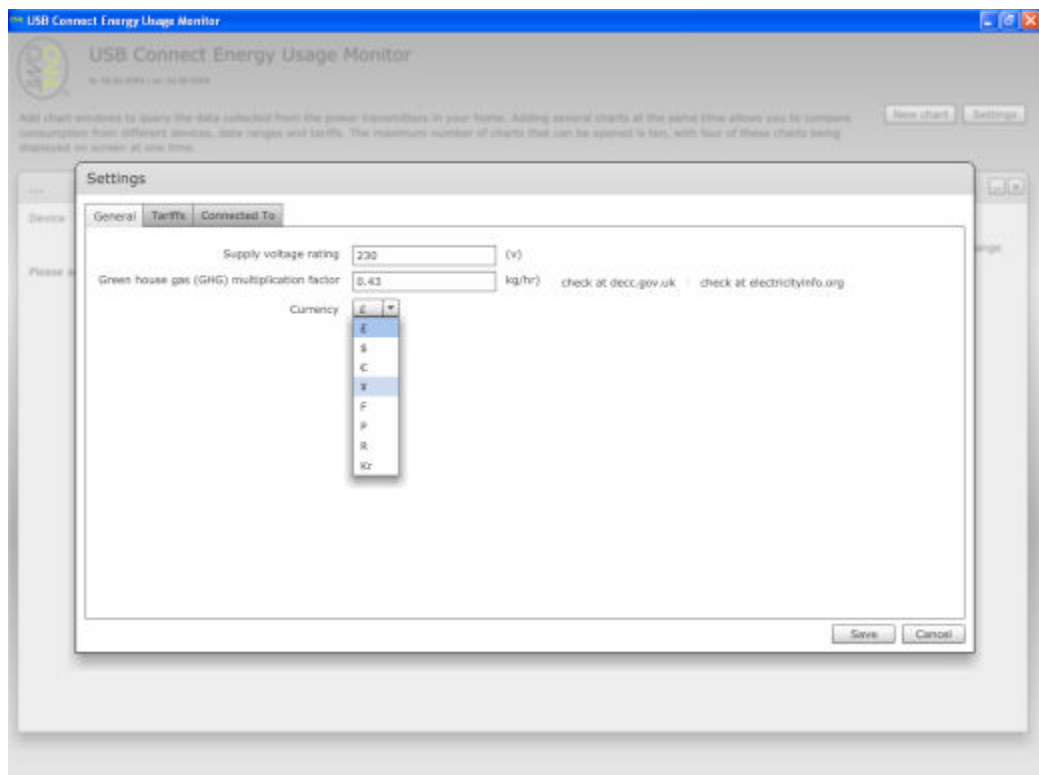 USB Connect Energy Usage Monitor
USB Connect Energy Usage Monitor
Add chart windows to query the data collected from the power transmitters in your home. Adding several charts at the same time allows you to compare
consumption from different devices, date ranges and tariffs. The maximum number of charts that can be opened is ten, with four of these charts being
displayed on screen at one time.
New chart Settings
Settings
...
Device
General Tariffs Connected To
Supply voltage rating 230 (v)
Green house gas (GHG) multiplication factor 0.43 kg/hr) check at decc.gov.uk | check at electricityinfo.org
Please
Currency £
£
$
€
¥
F
P
R
Kr
Save Cancel